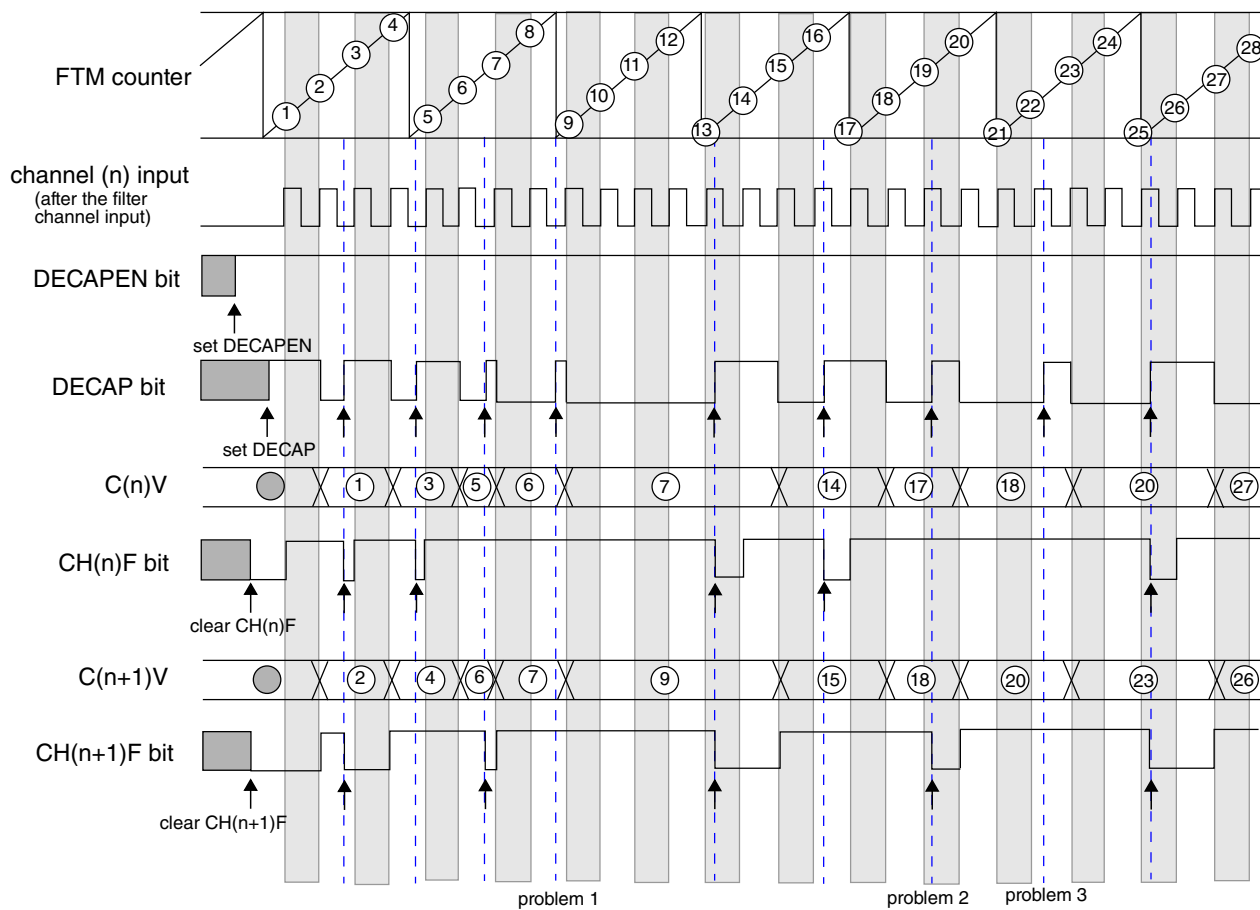 4 8 12 16 20 24 28
3 7 11 15 19 23 27
FTM counter
2 6 10 14 18 22 26
1 5 9 13 17 21 25
channel (n) input
(after the filter
channel input)
DECAPEN bit
set DECAPEN
DECAP bit
set DECAP
C(n)V 1 3 5 6 7 14 17 18 20 27
CH(n)F bit
clear CH(n)F
C(n+1)V 2 4 6 7 9 15 18 20 23 26
CH(n+1)F bit
clear CH(n+1)F
problem 1 problem 2 problem 3